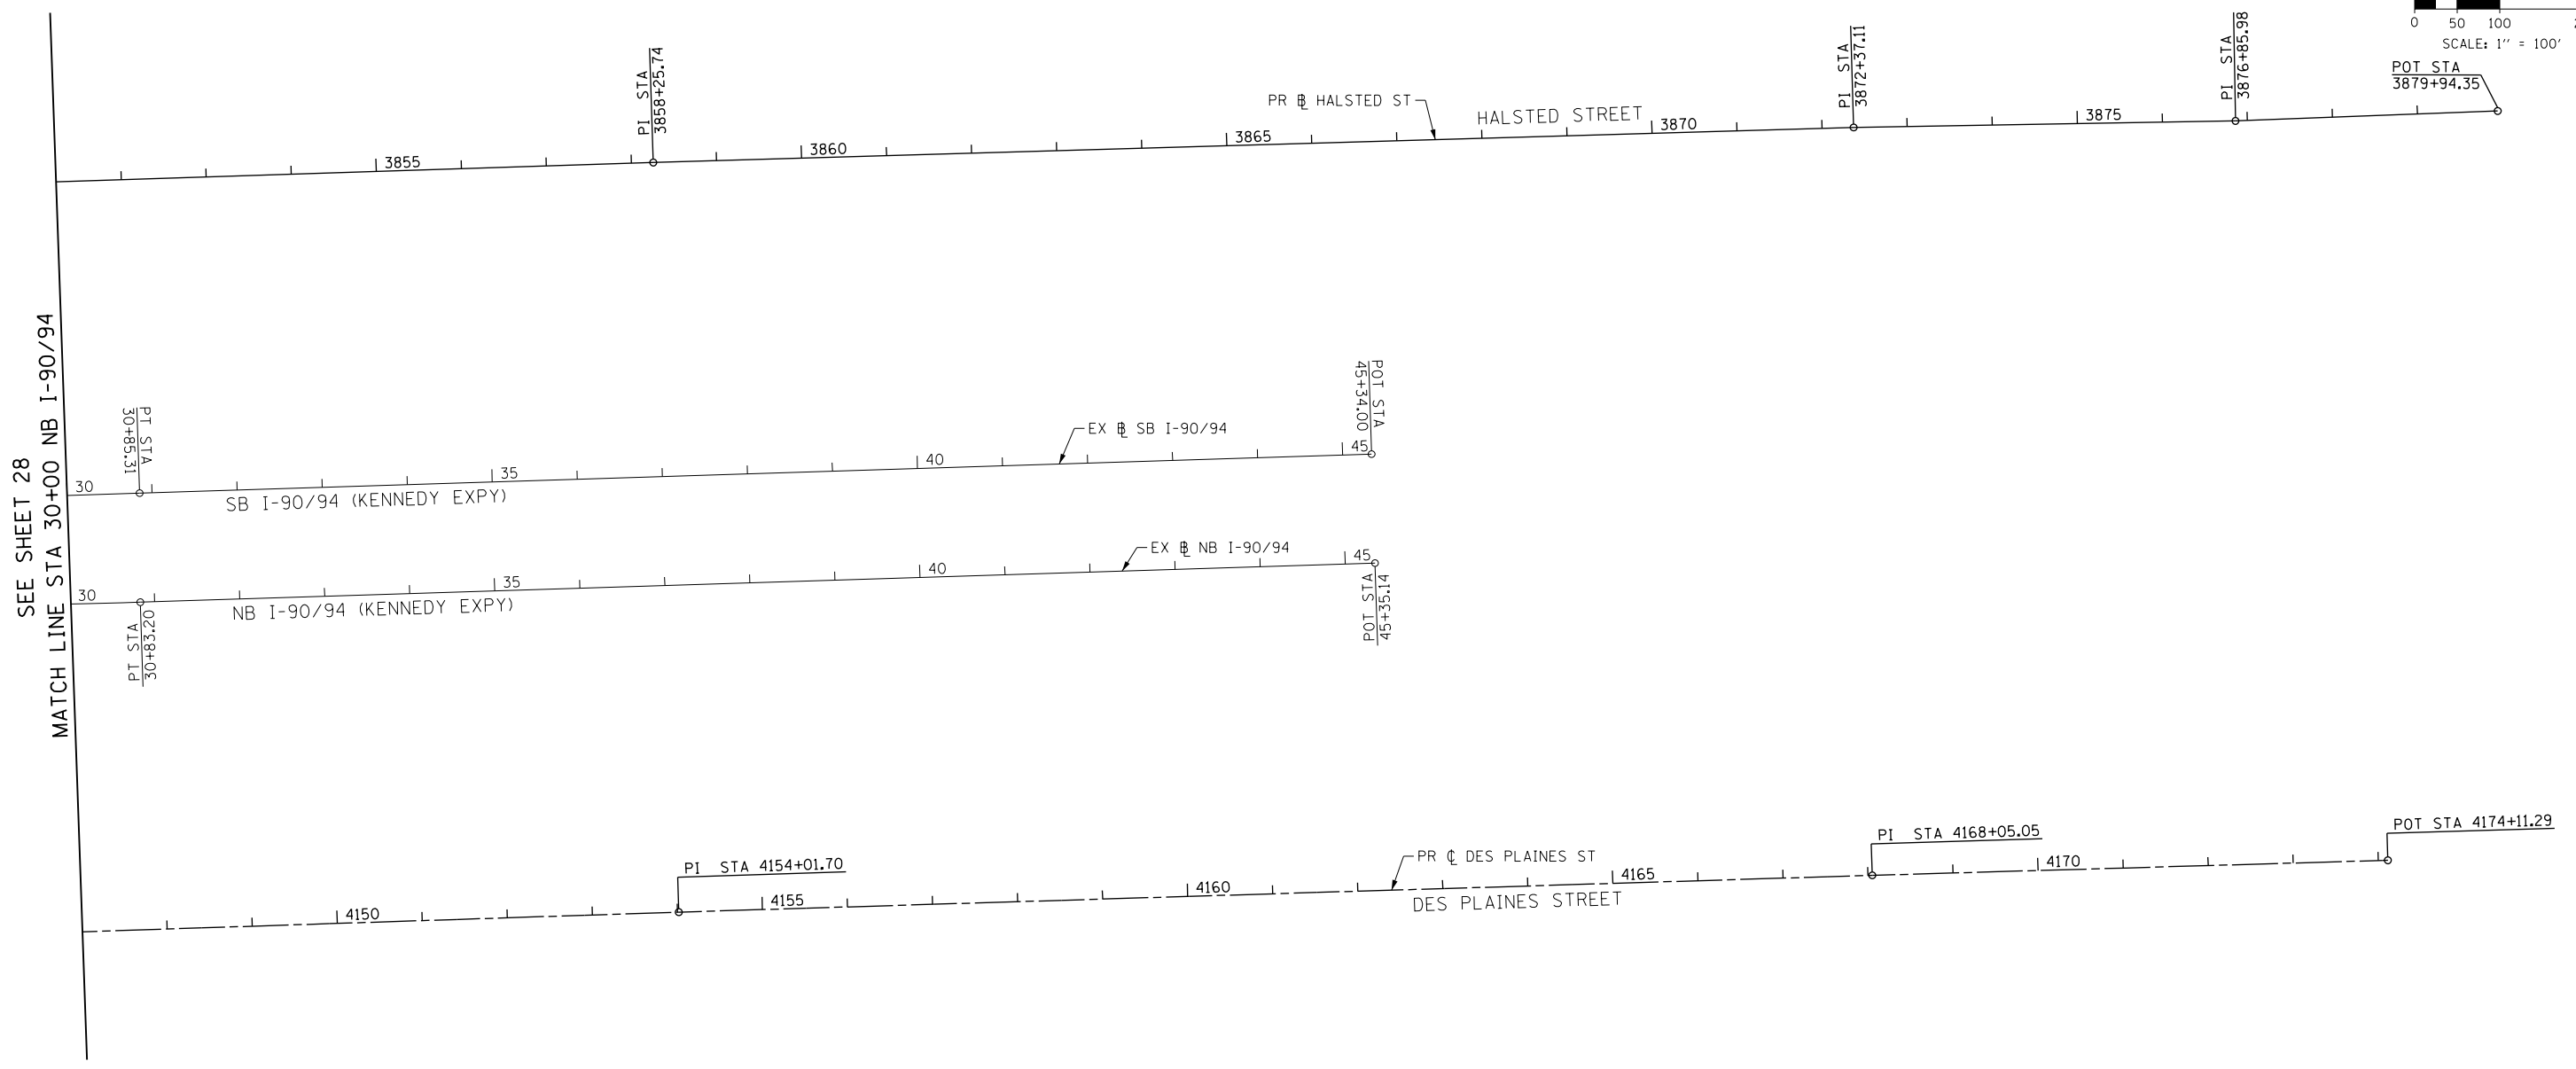 0 50 100
SCALE: 1'' = 100'
PI STA
3858+25.74
PI STA
3872+37.11
PI STA
3876+85.98
POT STA
3879+94.35
PR ⅊ HALSTED ST
HALSTED STREET
3855
3860
3865
3870
3875
SEE SHEET 28
MATCH LINE STA 30+00 NB I-90/94
PT STA
30+85.31
POT STA
45+34.00
EX ⅊ SB I-90/94
30
35
40
45
SB I-90/94 (KENNEDY EXPY)
EX ⅊ NB I-90/94
30
35
40
45
NB I-90/94 (KENNEDY EXPY)
PT STA
30+83.20
POT STA
45+35.14
PI STA 4154+01.70
PR ℄ DES PLAINES ST
PI STA 4168+05.05
POT STA 4174+11.29
4150
4155
4160
4165
4170
DES PLAINES STREET